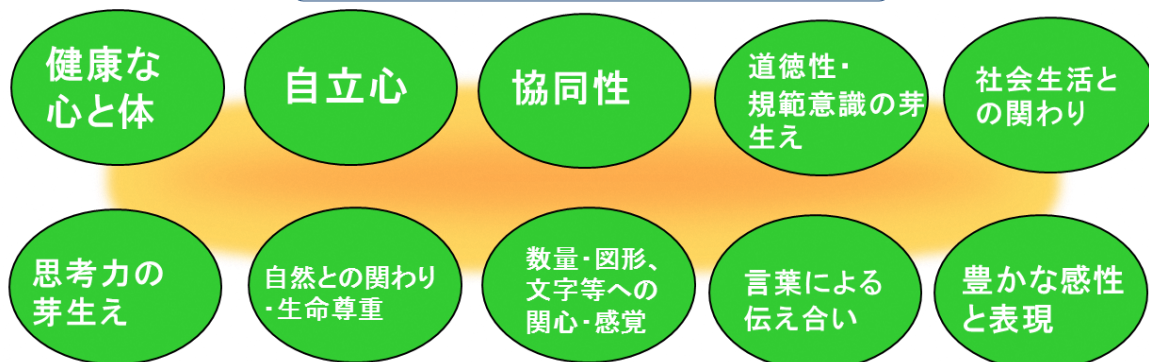 健康な
心と体
自立心
協同性
道徳性・
規範意識の芽
生え
社会生活と
の関わり
思考力の
芽生え
自然との関わり
・生命尊重
数量・図形、
文字等への
関心・感覚
言葉による
伝え合い
豊かな感性
と表現